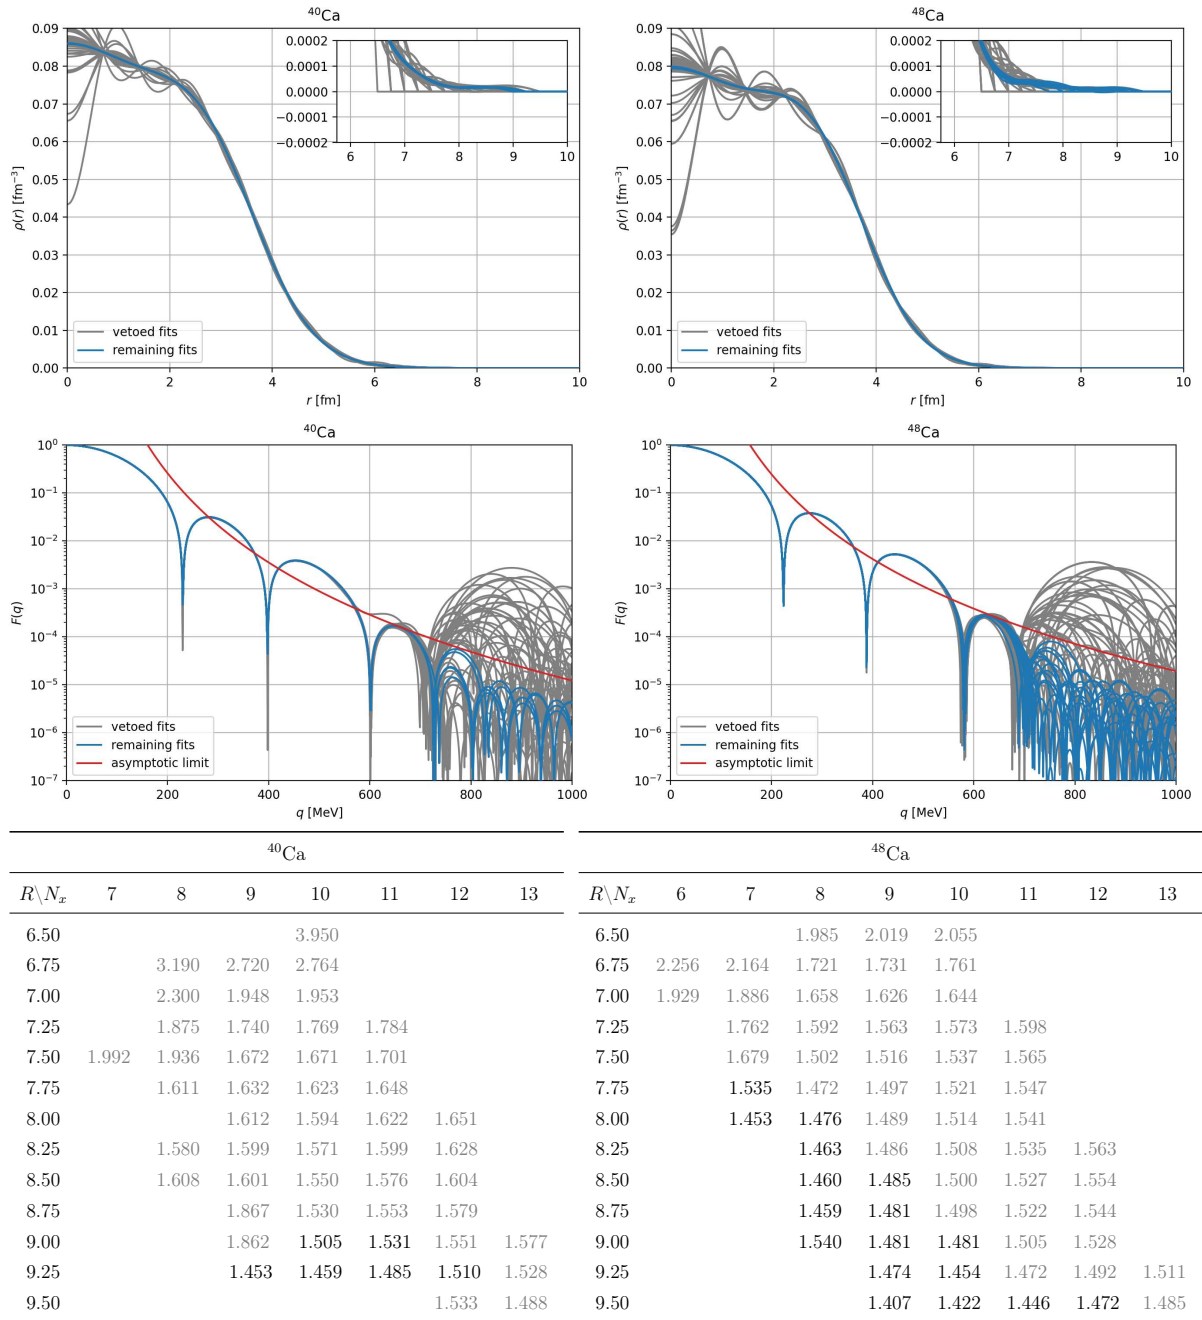 ⁴⁰Ca
ρ(r) [fm⁻³]
0.09
0.08
0.07
0.06
0.05
0.04
0.03
0.02
0.01
0.00
0.0002
0.0001
0.0000
−0.0001
−0.0002
6 7 8 9 10
vetoed fits
remaining fits
0 2 4 6 8 10
r [fm]
⁴⁸Ca
ρ(r) [fm⁻³]
0.09
0.08
0.07
0.06
0.05
0.04
0.03
0.02
0.01
0.00
0.0002
0.0001
0.0000
−0.0001
−0.0002
6 7 8 9 10
vetoed fits
remaining fits
0 2 4 6 8 10
r [fm]
⁴⁰Ca
F(q)
10⁰
10⁻¹
10⁻²
10⁻³
10⁻⁴
10⁻⁵
10⁻⁶
10⁻⁷
vetoed fits
remaining fits
asymptotic limit
0 200 400 600 800 1000
q [MeV]
⁴⁸Ca
F(q)
10⁰
10⁻¹
10⁻²
10⁻³
10⁻⁴
10⁻⁵
10⁻⁶
10⁻⁷
vetoed fits
remaining fits
asymptotic limit
0 200 400 600 800 1000
q [MeV]
⁴⁰Ca
R\Nₓ 7 8 9 10 11 12 13
6.50 3.950
6.75 3.190 2.720 2.764
7.00 2.300 1.948 1.953
7.25 1.875 1.740 1.769 1.784
7.50 1.992 1.936 1.672 1.671 1.701
7.75 1.611 1.632 1.623 1.648
8.00 1.612 1.594 1.622 1.651
8.25 1.580 1.599 1.571 1.599 1.628
8.50 1.608 1.601 1.550 1.576 1.604
8.75 1.867 1.530 1.553 1.579
9.00 1.862 1.505 1.531 1.551 1.577
9.25 1.453 1.459 1.485 1.510 1.528
9.50 1.533 1.488
⁴⁸Ca
R\Nₓ 6 7 8 9 10 11 12 13
6.50 1.985 2.019 2.055
6.75 2.256 2.164 1.721 1.731 1.761
7.00 1.929 1.886 1.658 1.626 1.644
7.25 1.762 1.592 1.563 1.573 1.598
7.50 1.679 1.502 1.516 1.537 1.565
7.75 1.535 1.472 1.497 1.521 1.547
8.00 1.453 1.476 1.489 1.514 1.541
8.25 1.463 1.486 1.508 1.535 1.563
8.50 1.460 1.485 1.500 1.527 1.554
8.75 1.459 1.481 1.498 1.522 1.544
9.00 1.540 1.481 1.481 1.505 1.528
9.25 1.474 1.454 1.472 1.492 1.511
9.50 1.407 1.422 1.446 1.472 1.485